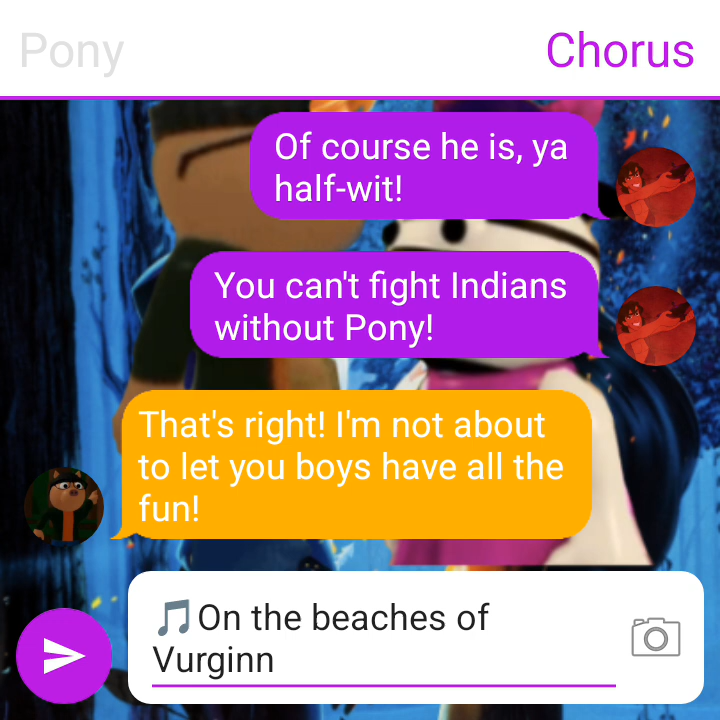 Pony
Chorus
Of course he is, ya
half-wit!
You can't fight Indians
without Pony!
That's right! I'm not about
to let you boys have all the
fun!
🎵On the beaches of
Vurginn